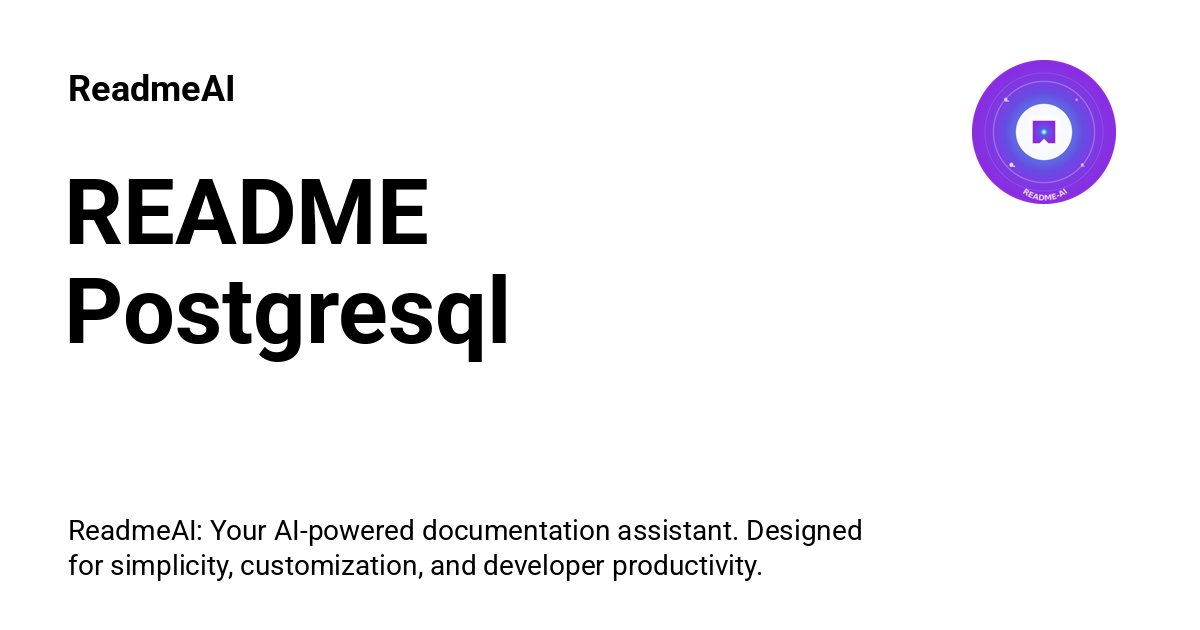 ReadmeAI
README-AI
README
Postgresql
ReadmeAI: Your AI-powered documentation assistant. Designed
for simplicity, customization, and developer productivity.